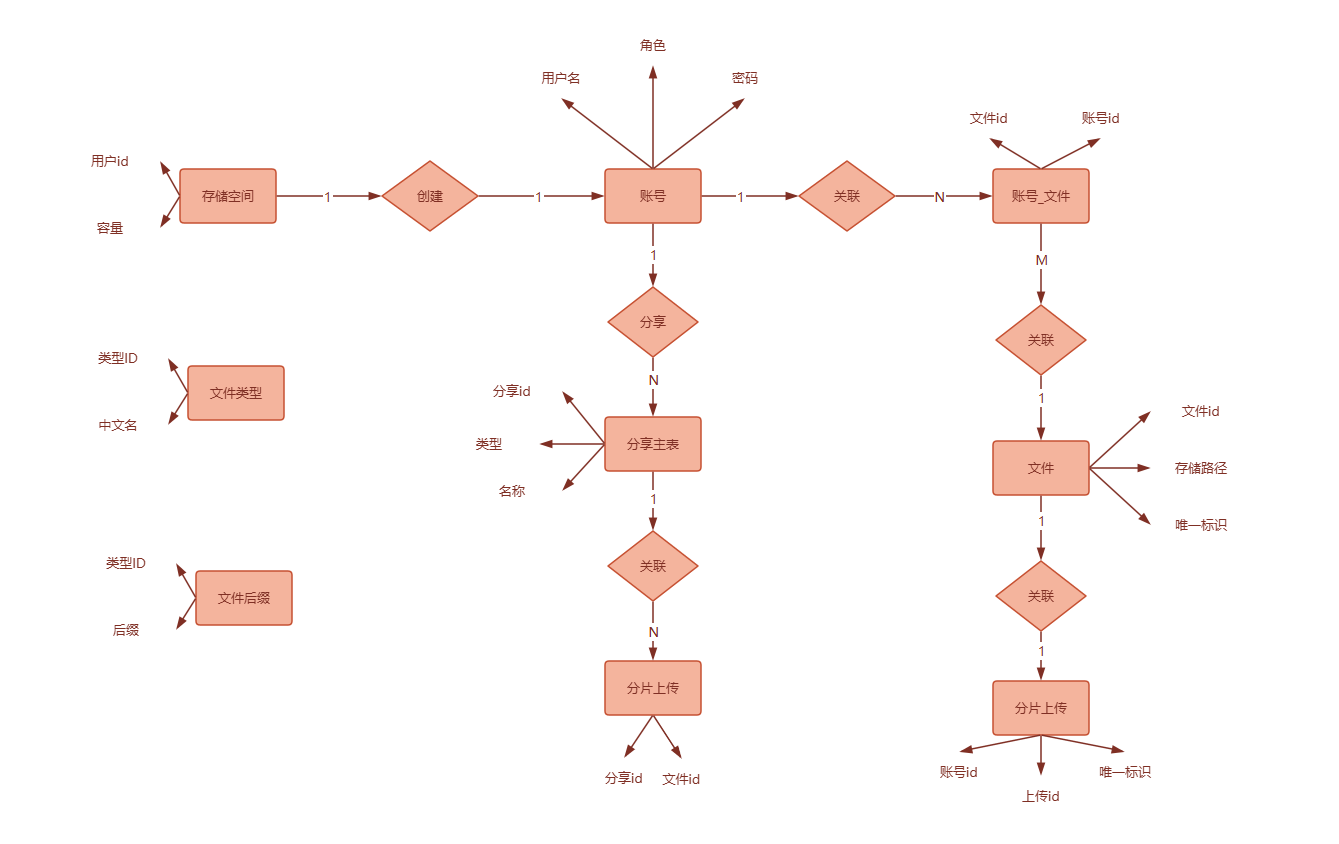 角色
用户名
密码
文件id
账号id
用户id
存储空间
1
创建
1
账号
1
关联
N
账号_文件
容量
1
M
分享
关联
类型ID
文件类型
中文名
N
1
分享id
类型
分享主表
名称
文件id
文件
存储路径
唯一标识
1
1
类型ID
文件后缀
后缀
关联
关联
N
1
分片上传
分片上传
分享id
文件id
账号id
上传id
唯一标识